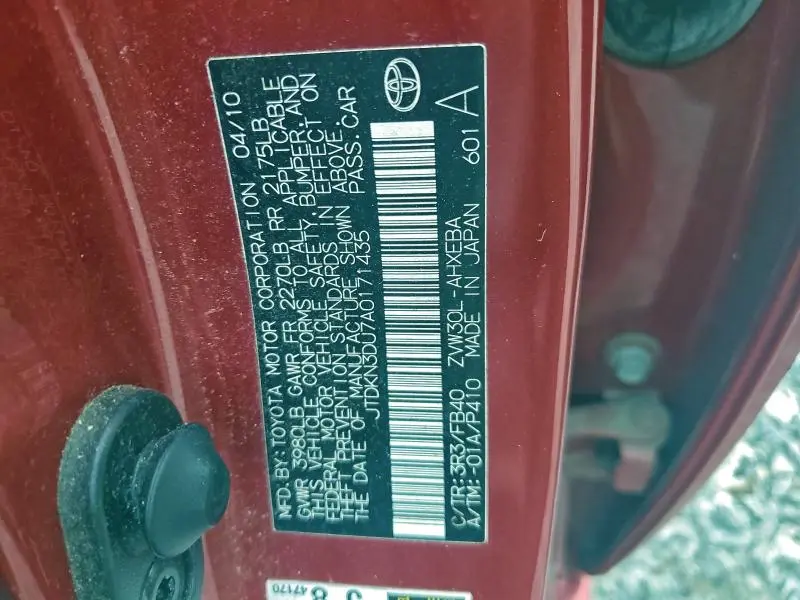 MFD. BY: TOYOTA MOTOR CORPORATION 04/10
GVWR 3980LB GAWR FR 2270LB RR 2175LB
THIS VEHICLE CONFORMS TO ALL APPLICABLE
FEDERAL MOTOR VEHICLE SAFETY, BUMPER, AND
THEFT PREVENTION STANDARDS IN EFFECT ON
THE DATE OF MANUFACTURE SHOWN ABOVE.
JTDKN3DU7A0171435 PASS. CAR
C/TR: 3R3/FB40 ZVW30L-AHXEBA 601
A/TM: -01A/P410 MADE IN JAPAN A
47170